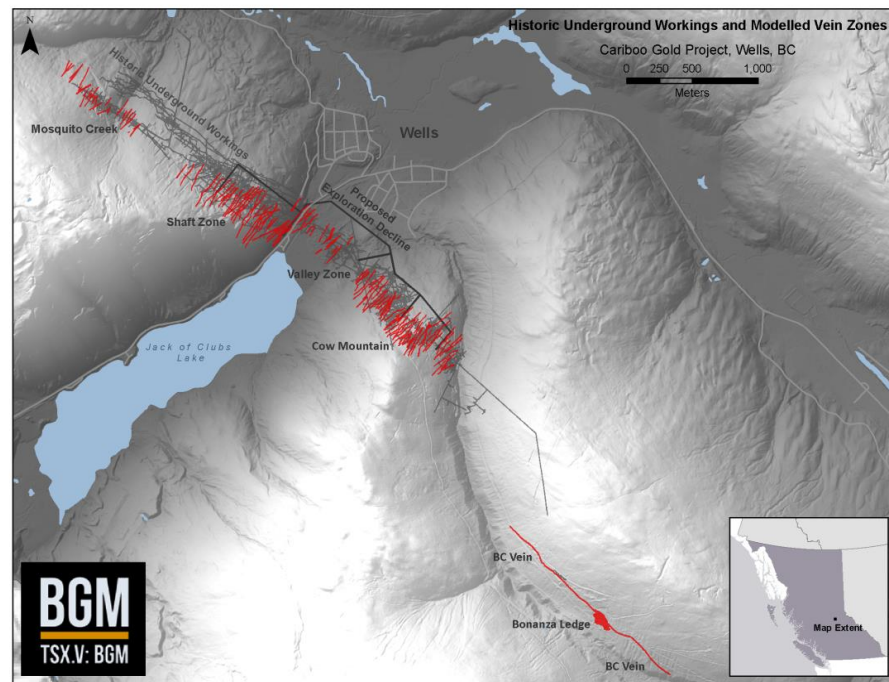 Historic Underground Workings and Modelled Vein Zones
Cariboo Gold Project, Wells, BC
0 250 500 1,000
Meters
N
Historic Underground Workings
Mosquito Creek
Wells
Proposed
Exploration Decline
Shaft Zone
Valley Zone
Jack of Clubs
Lake
Cow Mountain
BC Vein
Bonanza Ledge
BC Vein
BGM
TSX.V: BGM
Map Extent